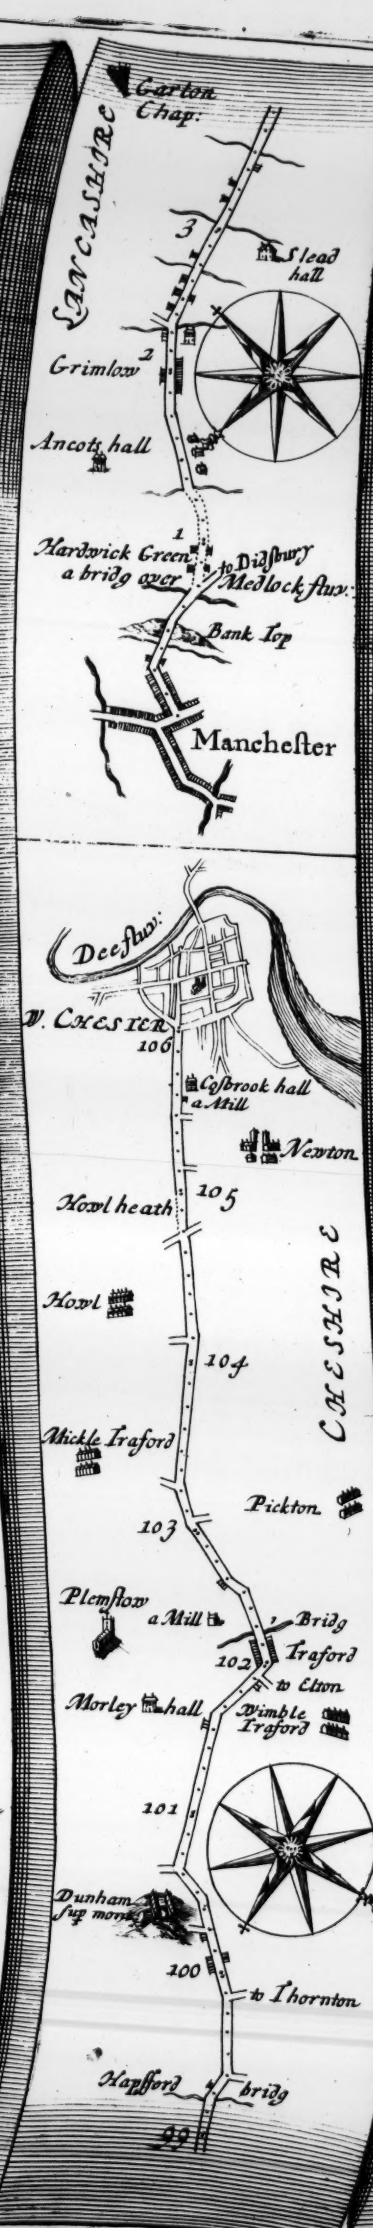 Garton
Chap:
LANCASHIRE
3
Slead
hall
2
Grimlow
Ancots hall
1
Hardwick Green
a bridg over
to Didsbury
Medlock fluv:
Bank Top
Manchester
Dee fluv:
W. CHESTER
106
Cosbrook hall
a Mill
Newton
105
Howl heath
CHESHIRE
Howl
104
Mickle Traford
Pickton
103
Plemstow
a Mill
Bridg
102
Traford
to Elton
Morley hall
Wimble
Traford
101
Dunham
sup mont
100
to Thornton
Hapsford bridg
99